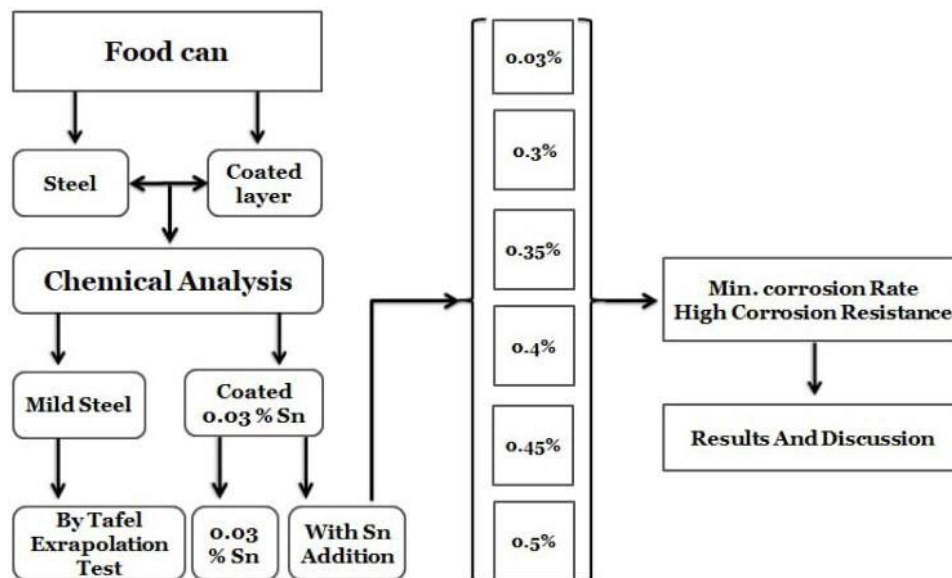 Food can
Steel
Coated
layer
Chemical Analysis
Mild Steel
Coated
0.03 % Sn
By Tafel
Exrapolation
Test
0.03
% Sn
With Sn
Addition
0.03%
0.3%
0.35%
0.4%
0.45%
0.5%
Min. corrosion Rate
High Corrosion Resistance
Results And Discussion